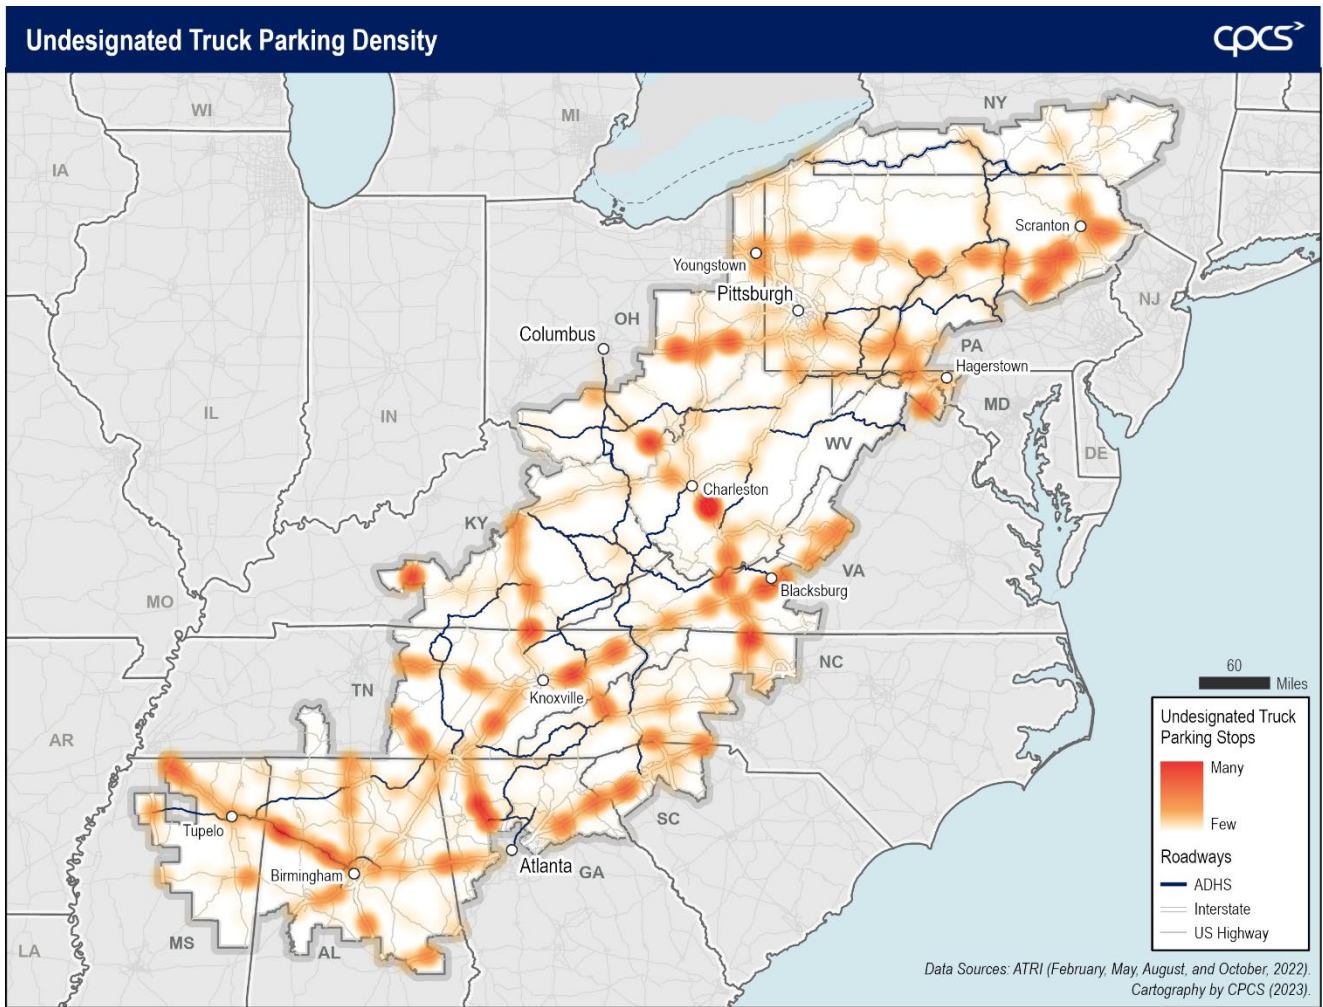 Undesignated Truck Parking Density
cpcs
WI
MI
NY
IA
Scranton
Youngstown
Pittsburgh
NJ
OH
Columbus
PA
Hagerstown
IL
IN
MD
WV
DE
Charleston
KY
VA
Blacksburg
MO
NC
TN
Knoxville
60
Miles
AR
Undesignated Truck
Parking Stops
Many
Few
Tupelo
SC
Atlanta
GA
Birmingham
Roadways
ADHS
Interstate
US Highway
MS
AL
LA
Data Sources: ATRI (February, May, August, and October, 2022).
Cartography by CPCS (2023).